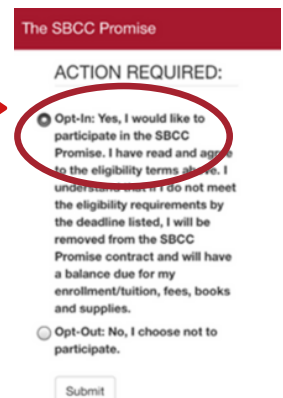 The SBCC Promise
ACTION REQUIRED:
Opt-In: Yes, I would like to
participate in the SBCC
Promise. I have read and agree
to the eligibility terms above. I
understand that if I do not meet
the eligibility requirements by
the deadline listed, I will be
removed from the SBCC
Promise contract and will have
a balance due for my
enrollment/tuition, fees, books
and supplies.
Opt-Out: No, I choose not to
participate.
Submit